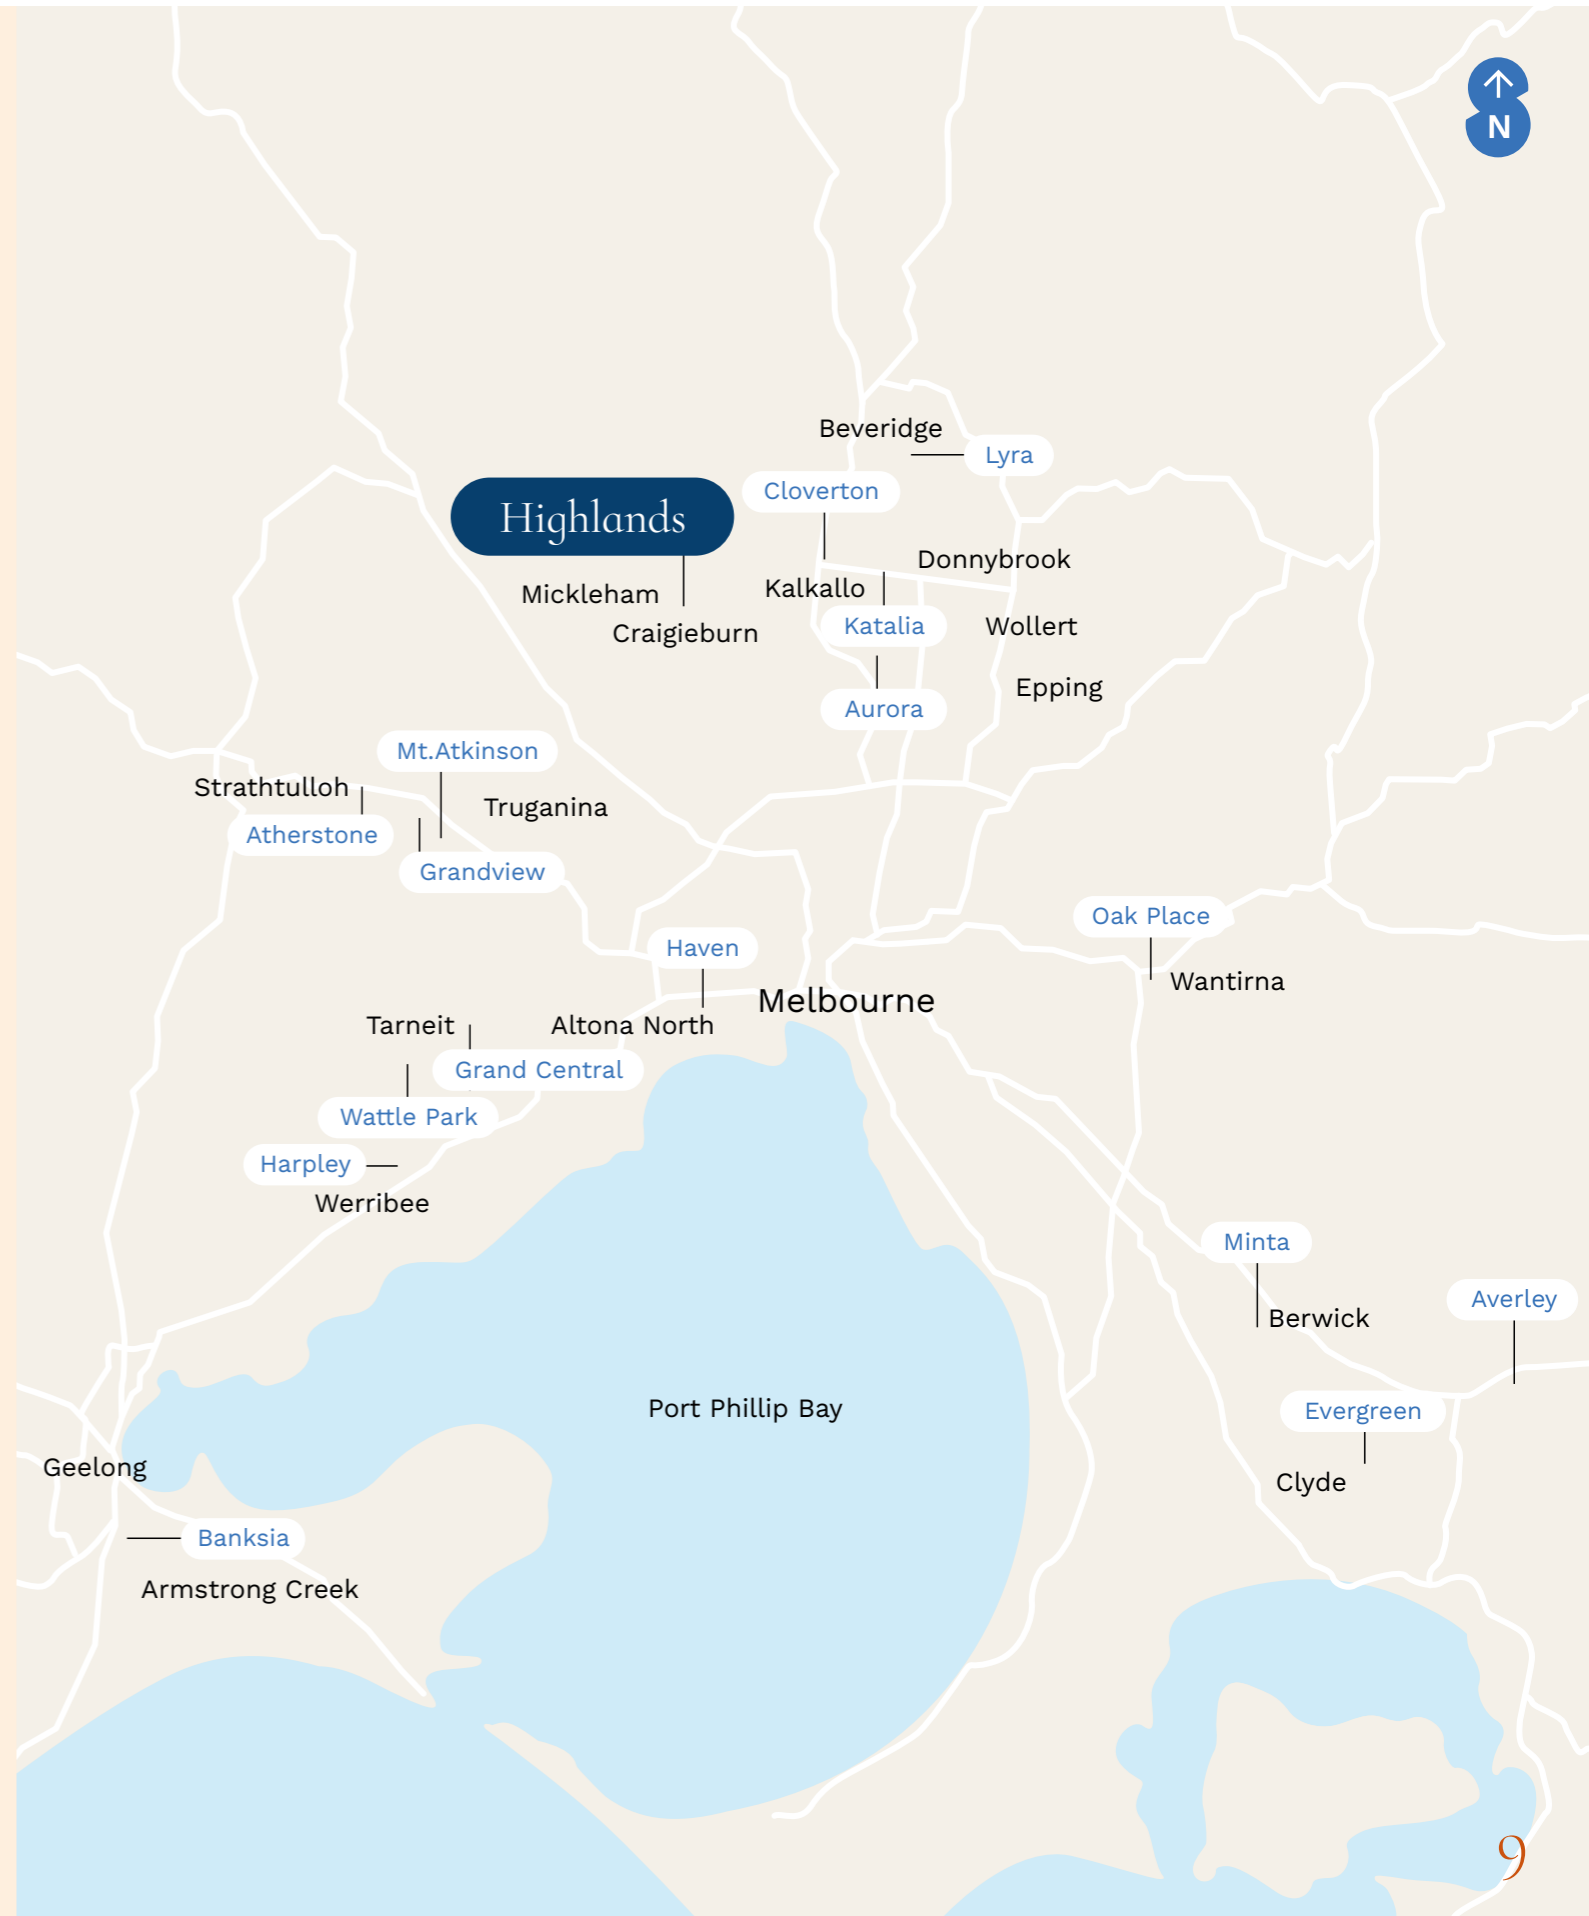 N
Beveridge
Lyra
Cloverton
Highlands
Donnybrook
Mickleham
Kalkallo
Craigieburn
Katalia
Wollert
Epping
Aurora
Mt.Atkinson
Strathtulloh
Truganina
Atherstone
Grandview
Oak Place
Haven
Wantirna
Melbourne
Tarneit
Altona North
Grand Central
Wattle Park
Harpley
Werribee
Minta
Averley
Berwick
Port Phillip Bay
Evergreen
Geelong
Clyde
Banksia
Armstrong Creek
9